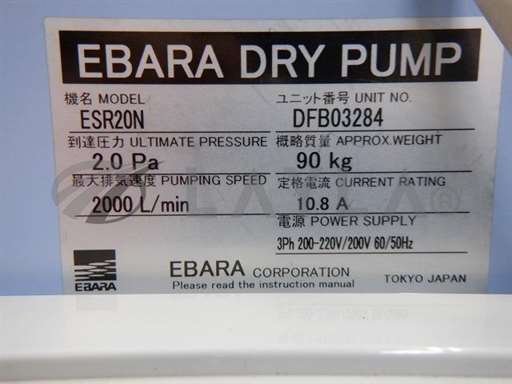 EBARA DRY PUMP
機名 MODEL
ESR20N
ユニット番号 UNIT NO.
DFB03284
到達圧力 ULTIMATE PRESSURE
2.0 Pa
概略質量 APPROX.WEIGHT
90 kg
最大排気速度 PUMPING SPEED
2000 L/min
定格電流 CURRENT RATING
10.8 A
電源 POWER SUPPLY
3Ph 200-220V/200V 60/50Hz
EBARA
EBARA CORPORATION
Please read the instruction manual
TOKYO JAPAN